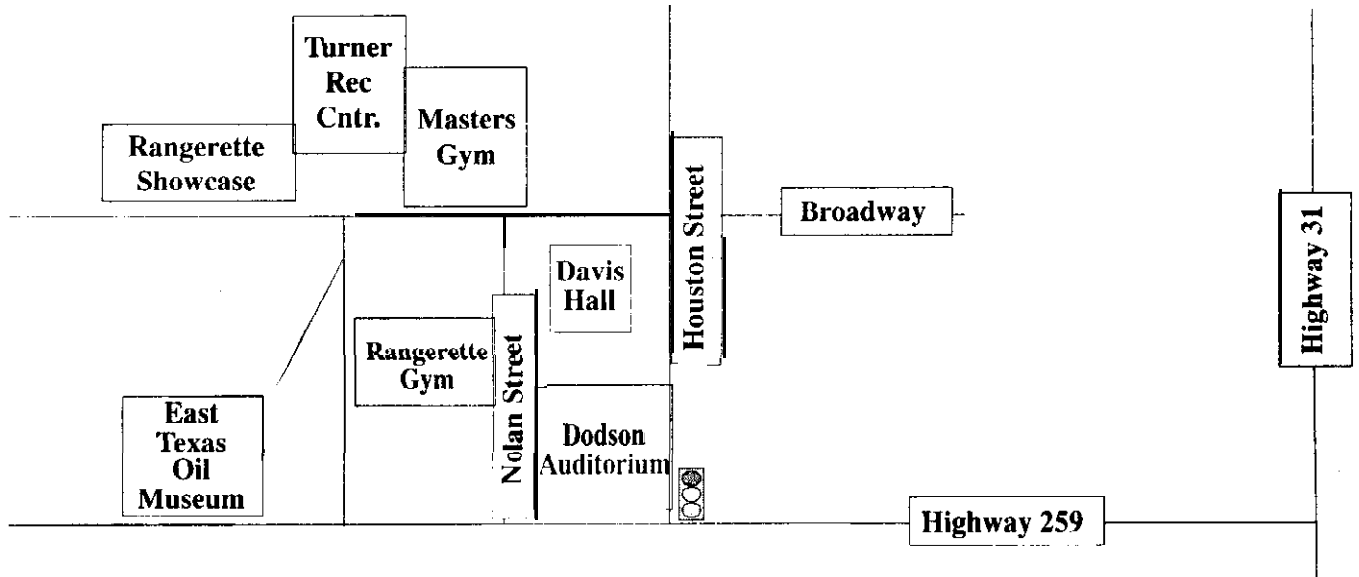 Turner
Rec
Cntr.
Masters
Gym
Rangerette
Showcase
Houston Street
Broadway
Highway 31
Davis
Hall
Rangerette
Gym
Nolan Street
East
Texas
Oil
Museum
Dodson
Auditorium
Highway 259